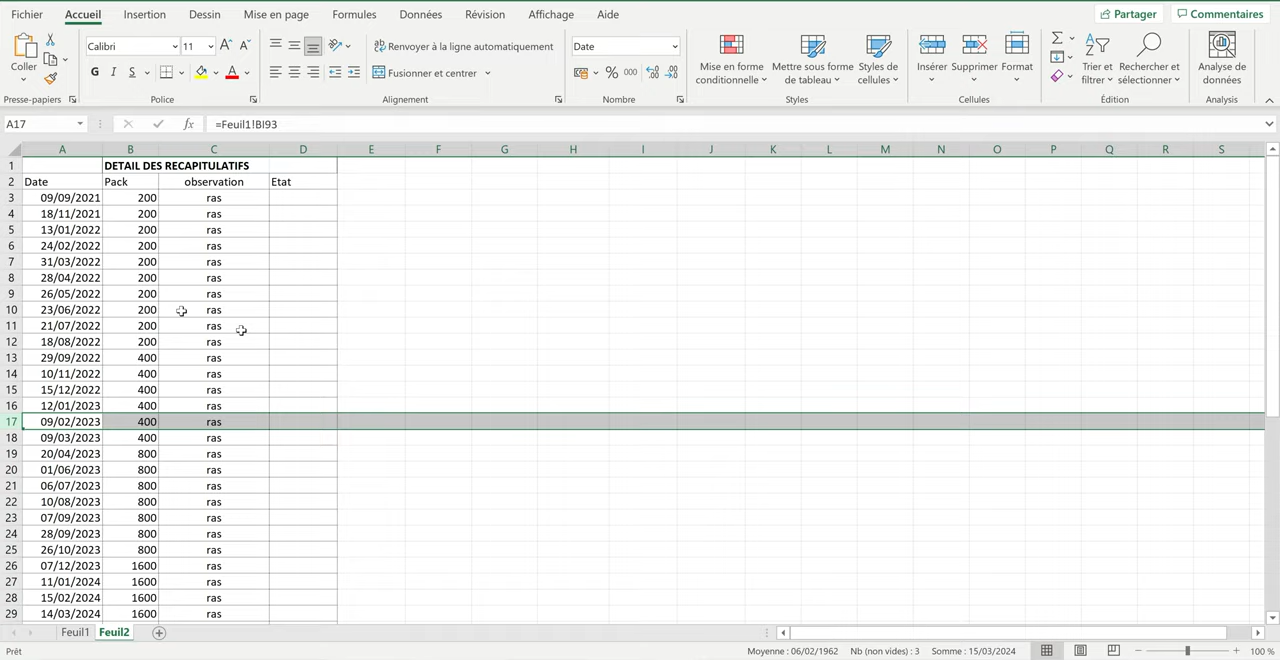 Fichier Accueil Insertion Dessin Mise en page Formules Données Révision Affichage Aide Partager Commentaires
Coller Calibri 11 Renvoyer à la ligne automatiquement Date
G I S Fusionner et centrer % 000
Mise en forme conditionnelle Mettre sous forme de tableau Styles de cellules Insérer Supprimer Format Trier et filtrer Rechercher et sélectionner Analyse de données
Presse-papiers Police Alignement Nombre Styles Cellules Édition Analysis
A17 fx =Feuil1!BI93
A B C D E F G H I J K L M N O P Q R S
1 DETAIL DES RECAPITULATIFS
2 Date Pack observation Etat
3 09/09/2021 200 ras
4 18/11/2021 200 ras
5 13/01/2022 200 ras
6 24/02/2022 200 ras
7 31/03/2022 200 ras
8 28/04/2022 200 ras
9 26/05/2022 200 ras
10 23/06/2022 200 ras
11 21/07/2022 200 ras
12 18/08/2022 200 ras
13 29/09/2022 400 ras
14 10/11/2022 400 ras
15 15/12/2022 400 ras
16 12/01/2023 400 ras
17 09/02/2023 400 ras
18 09/03/2023 400 ras
19 20/04/2023 800 ras
20 01/06/2023 800 ras
21 06/07/2023 800 ras
22 10/08/2023 800 ras
23 07/09/2023 800 ras
24 28/09/2023 800 ras
25 26/10/2023 800 ras
26 07/12/2023 1600 ras
27 11/01/2024 1600 ras
28 15/02/2024 1600 ras
29 14/03/2024 1600 ras
Feuil1 Feuil2
Prêt Moyenne : 06/02/1962 Nb (non vides) : 3 Somme : 15/03/2024 100 %